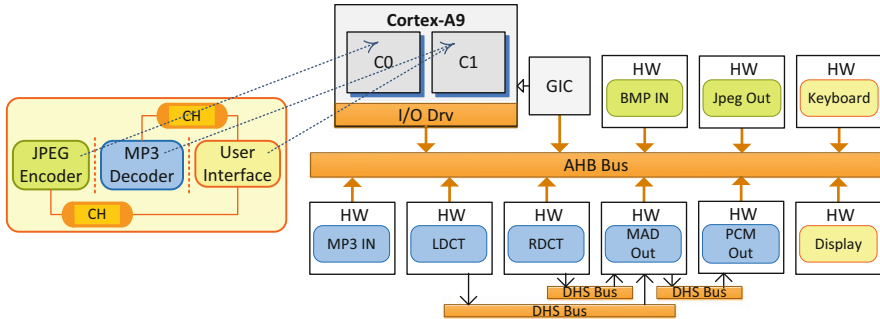 Cortex-A9
C0
C1
I/O Drv
GIC
HW
BMP IN
HW
Jpeg Out
HW
Keyboard
CH
JPEG
Encoder
MP3
Decoder
User
Interface
CH
AHB Bus
HW
MP3 IN
HW
LDCT
HW
RDCT
HW
MAD
Out
HW
PCM
Out
HW
Display
DHS Bus
DHS Bus
DHS Bus